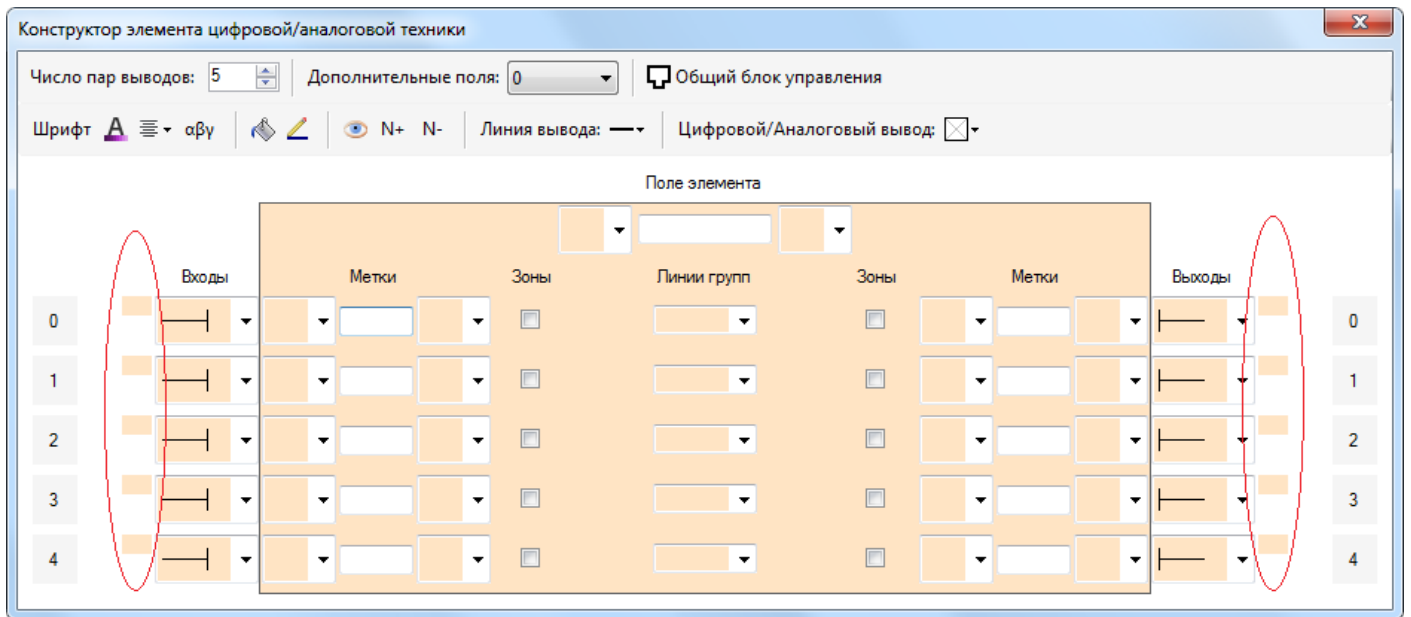 Конструктор элемента цифровой/аналоговой техники
Число пар выводов: 5 Дополнительные поля: 0 Общий блок управления
Шрифт A αβγ N+ N- Линия вывода: Цифровой/Аналоговый вывод:
Поле элемента
Входы Метки Зоны Линии групп Зоны Метки Выходы
0 0
1 1
2 2
3 3
4 4